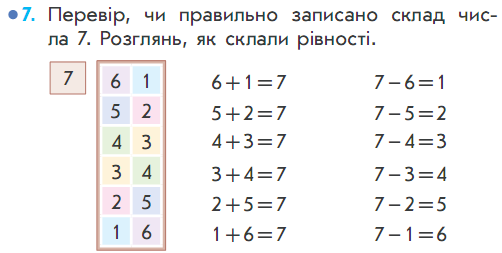 7. Перевір, чи правильно записано склад чис-
ла 7. Розглянь, як склали рівності.
7 6 1 6+1=7 7−6=1
5 2 5+2=7 7−5=2
4 3 4+3=7 7−4=3
3 4 3+4=7 7−3=4
2 5 2+5=7 7−2=5
1 6 1+6=7 7−1=6